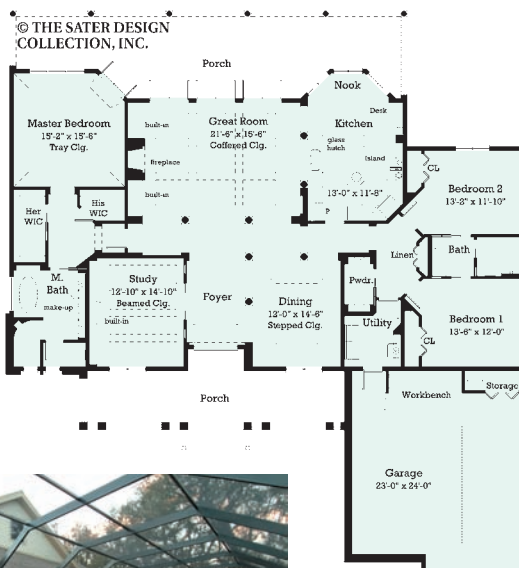 © THE SATER DESIGN
COLLECTION, INC.
Porch
Nook
Desk
Master Bedroom
15'-2" x 15'-6"
Tray Clg.
built-in
Great Room
21'-6" x 15'-6"
Coffered Clg.
Kitchen
glass
hutch
Island
fireplace
CL
built-in
13'-0" x 11'-8"
Bedroom 2
13'-3" x 11'-10"
Her
WIC
His
WIC
P
Linen
Bath
M.
Bath
make-up
Study
12'-10" x 14'-10"
Beamed Clg.
built-in
Foyer
Dining
12'-0" x 14'-6"
Stepped Clg.
Pwdr.
Utility
Bedroom 1
13'-6" x 12'-0"
CL
Porch
Workbench
Storage
Garage
23'-0" x 24'-0"